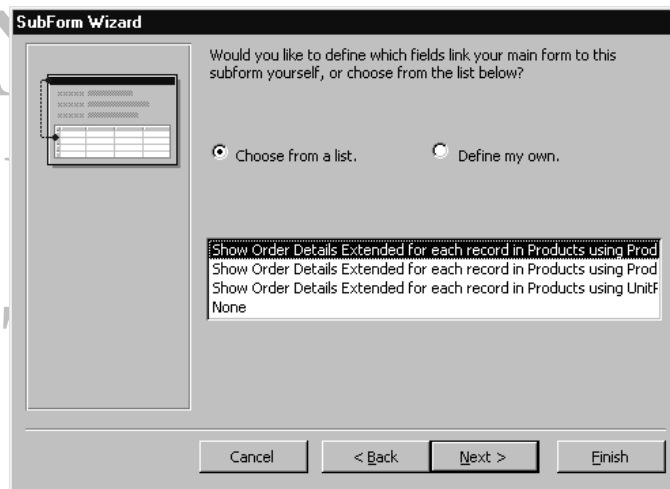 SubForm Wizard
Would you like to define which fields link your main form to this
subform yourself, or choose from the list below?
Choose from a list.
Define my own.
Show Order Details Extended for each record in Products using Prod
Show Order Details Extended for each record in Products using Prod
Show Order Details Extended for each record in Products using UnitP
None
Cancel
< Back
Next >
Finish